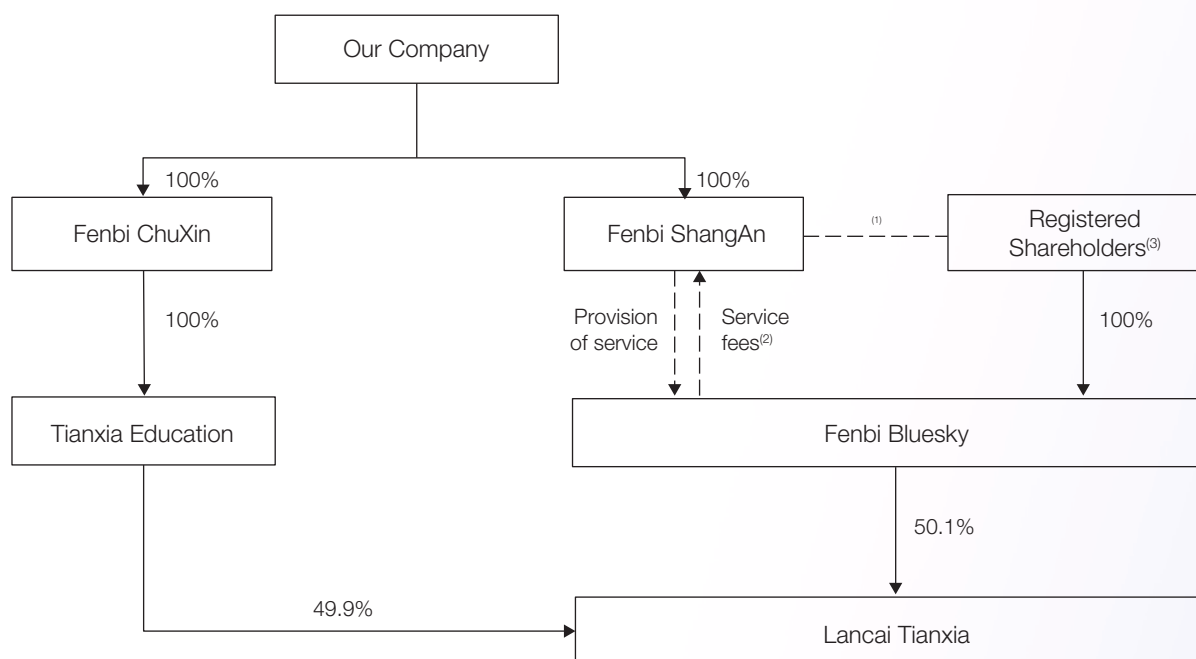 Our Company
100%
100%
Fenbi ChuXin
Fenbi ShangAn
(1)
Registered
Shareholders(3)
100%
Provision
of service
Service
fees(2)
100%
Tianxia Education
Fenbi Bluesky
50.1%
49.9%
Lancai Tianxia